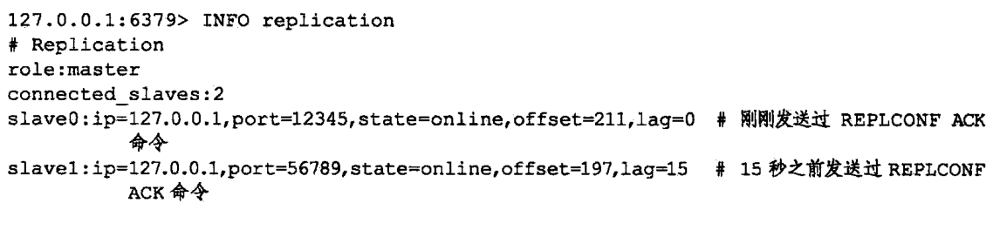 127.0.0.1:6379> INFO replication
# Replication
role:master
connected_slaves:2
slave0:ip=127.0.0.1,port=12345,state=online,offset=211,lag=0 # 刚刚发送过 REPLCONF ACK
命令
slave1:ip=127.0.0.1,port=56789,state=online,offset=197,lag=15 # 15 秒之前发送过 REPLCONF
ACK 命令